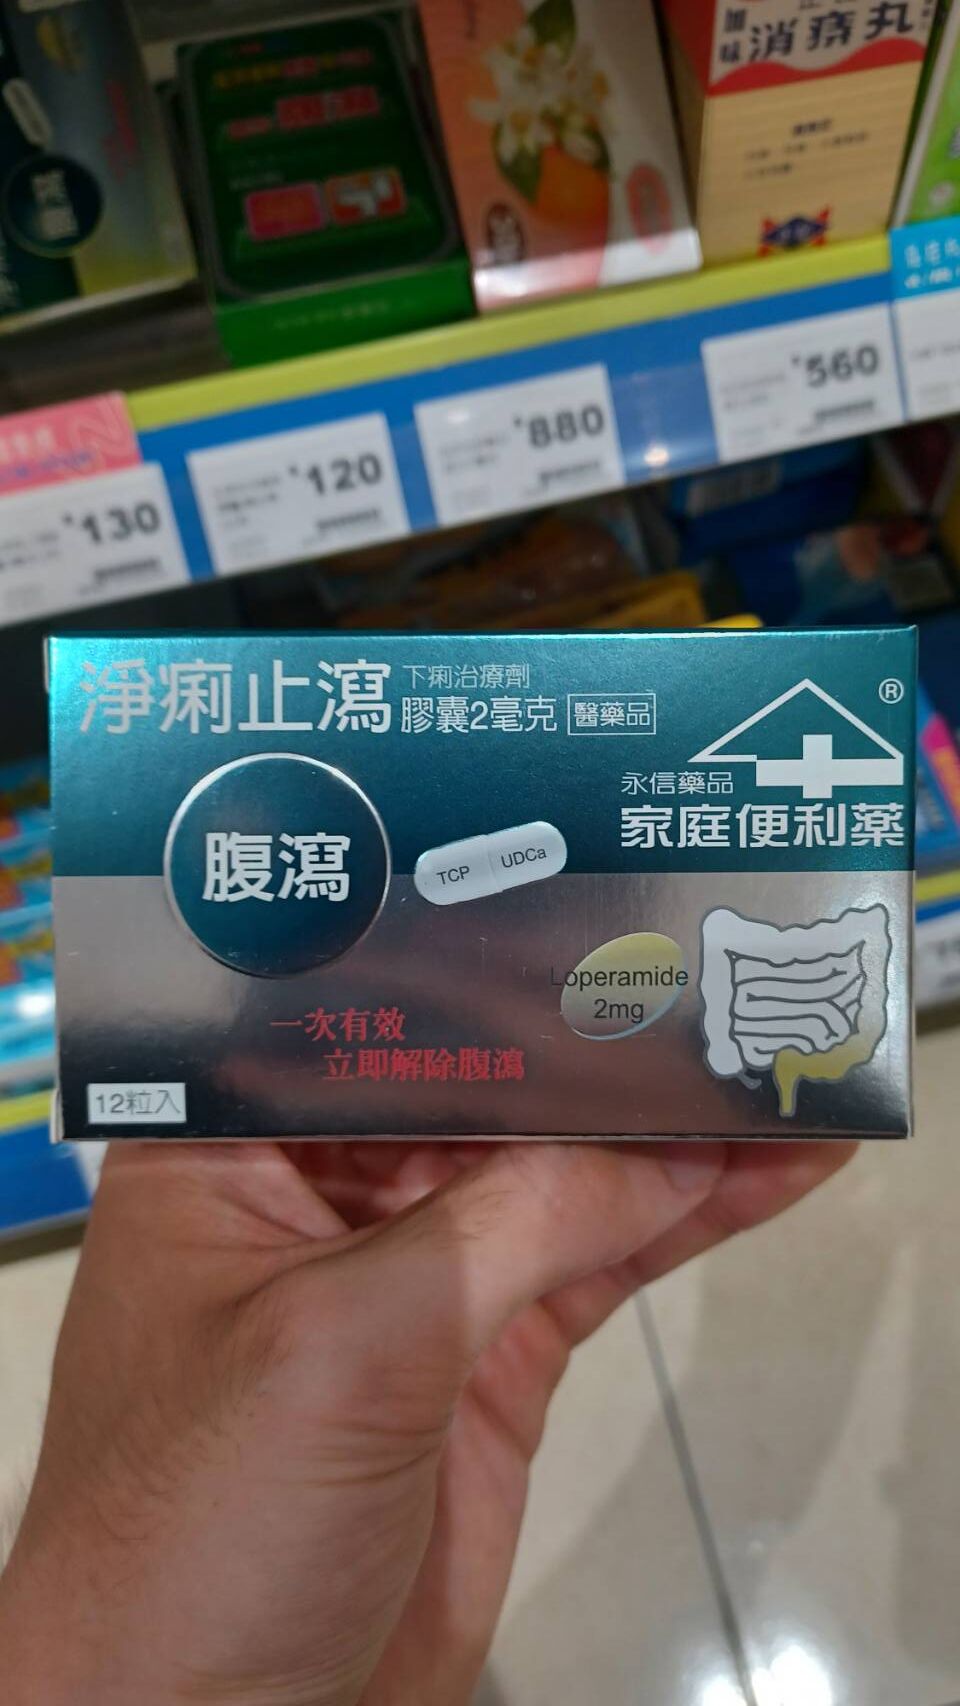 消痔丸
560
880
120
130
淨痢止瀉
下痢治療劑
膠囊2毫克 醫藥品
®
永信藥品
家庭便利薬
腹瀉
TCP UDCa
Loperamide
2mg
一次有效
立即解除腹瀉
12粒入